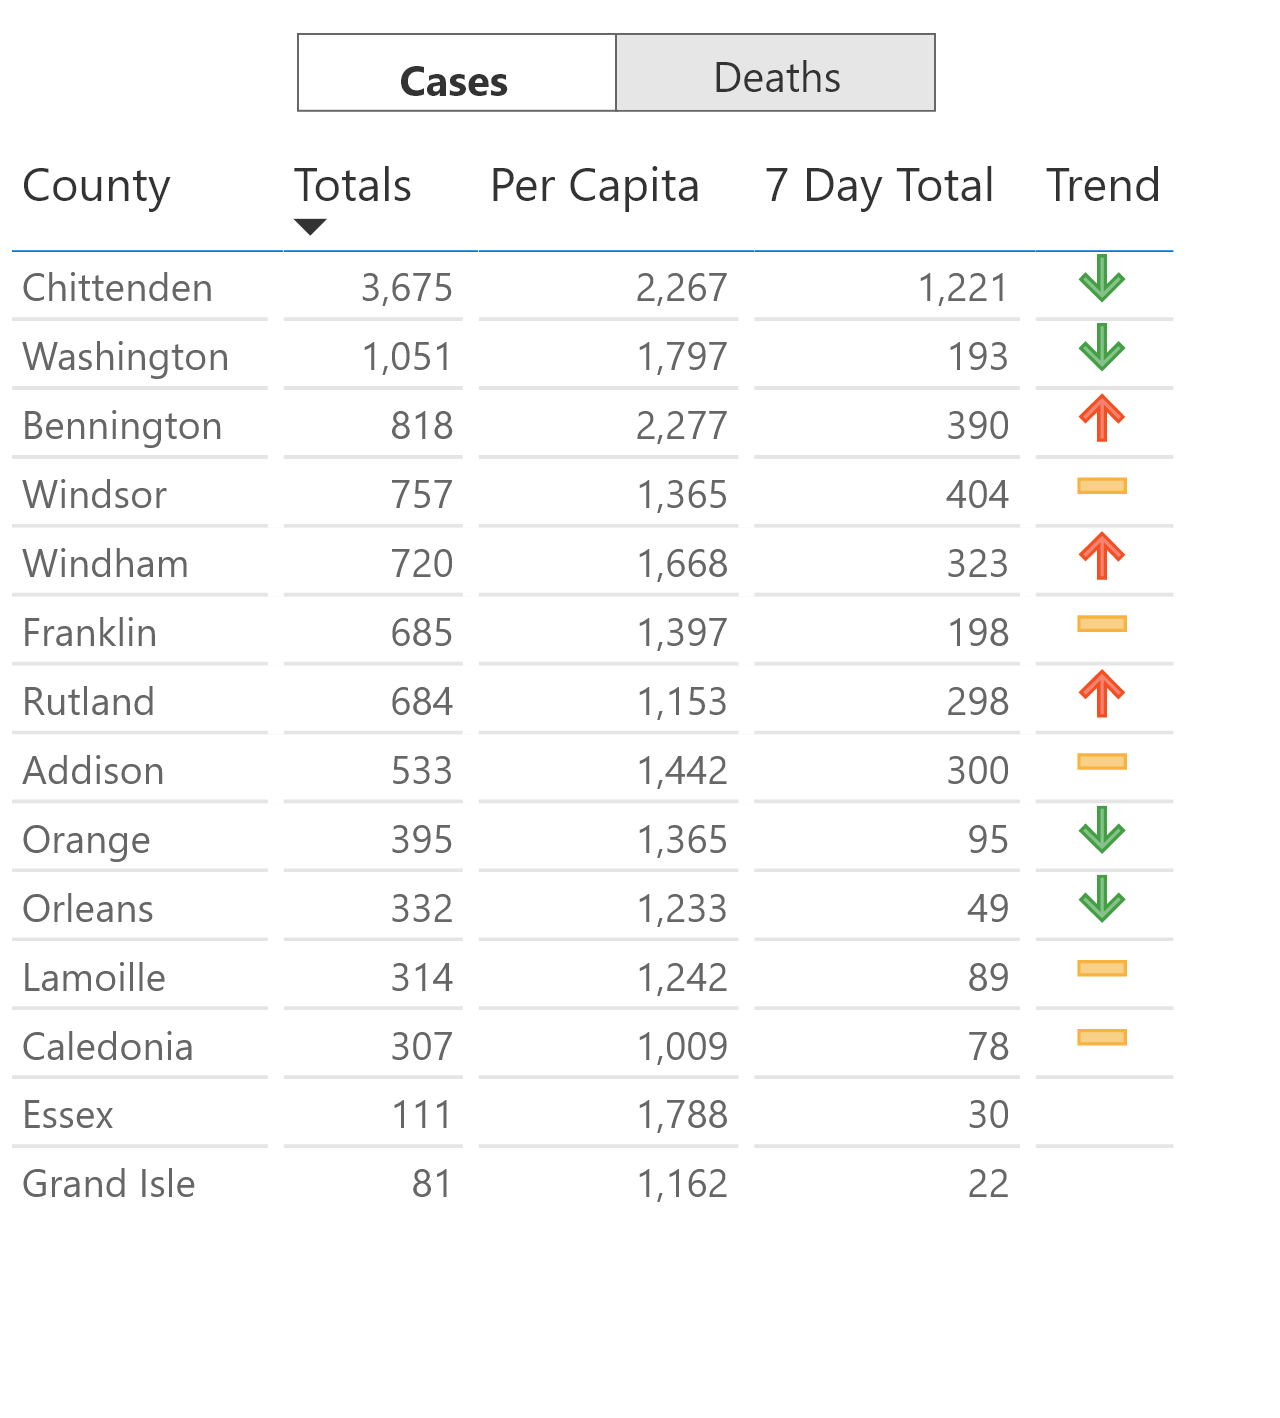 Cases Deaths
County Totals Per Capita 7 Day Total Trend
Chittenden 3,675 2,267 1,221
Washington 1,051 1,797 193
Bennington 818 2,277 390
Windsor 757 1,365 404
Windham 720 1,668 323
Franklin 685 1,397 198
Rutland 684 1,153 298
Addison 533 1,442 300
Orange 395 1,365 95
Orleans 332 1,233 49
Lamoille 314 1,242 89
Caledonia 307 1,009 78
Essex 111 1,788 30
Grand Isle 81 1,162 22